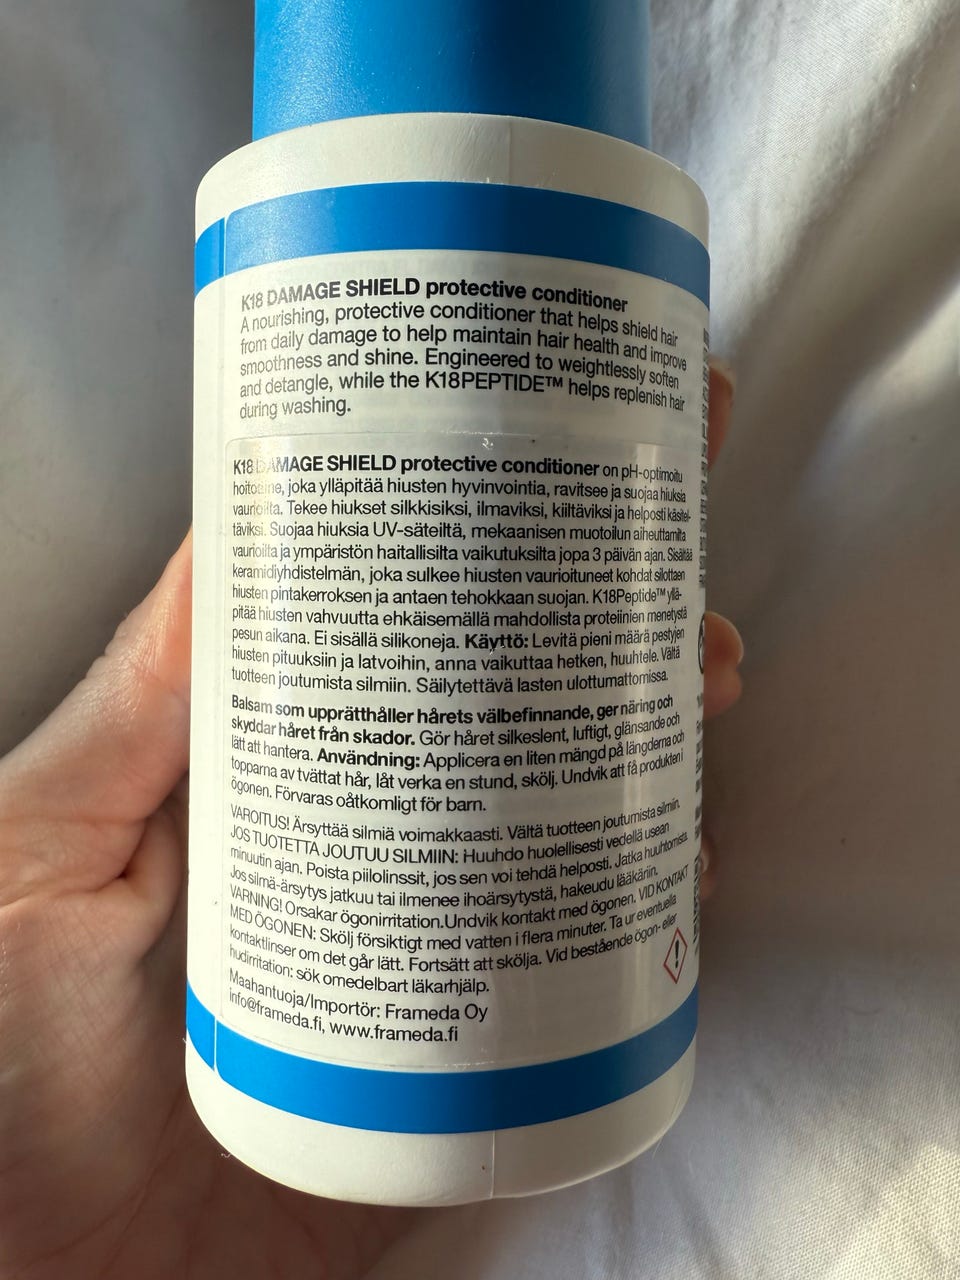 K18 DAMAGE SHIELD protective conditioner
A nourishing, protective conditioner that helps shield hair
from daily damage to help maintain hair health and improve
smoothness and shine. Engineered to weightlessly soften
and detangle, while the K18PEPTIDE™ helps replenish hair
during washing.
K18 DAMAGE SHIELD protective conditioner on pH-optimoitu
hoitoaine, joka ylläpitää hiusten hyvinvointia, ravitsee ja suojaa hiuksia
vaurioilta. Tekee hiukset silkkisiksi, ilmaviksi, kiiltäviksi ja helposti käsitel-
täviksi. Suojaa hiuksia UV-säteiltä, mekaanisen muotoilun aiheuttamilta
vaurioilta ja ympäristön haitallisilta vaikutuksilta jopa 3 päivän ajan. Sisältää
keramidiyhdistelmän, joka sulkee hiusten vaurioituneet kohdat silottaen
hiusten pintakerroksen ja antaen tehokkaan suojan. K18Peptide™ yllä-
pitää hiusten vahvuutta ehkäisemällä mahdollista proteiinien menetystä
pesun aikana. Ei sisällä silikoneja. Käyttö: Levitä pieni määrä pestyjen
hiusten pituuksiin ja latvoihin, anna vaikuttaa hetken, huuhtele. Vältä
tuotteen joutumista silmiin. Säilytettävä lasten ulottumattomissa.
Balsam som upprätthåller hårets välbefinnande, ger näring och
skyddar håret från skador. Gör håret silkeslent, luftigt, glänsande och
lätt att hantera. Användning: Applicera en liten mängd på längderna och
topparna av tvättat hår, låt verka en stund, skölj. Undvik att få produkten i
ögonen. Förvaras oåtkomligt för barn.
VAROITUS! Ärsyttää silmiä voimakkaasti. Vältä tuotteen joutumista silmiin.
JOS TUOTETTA JOUTUU SILMIIN: Huuhdo huolellisesti vedellä usean
minuutin ajan. Poista piilolinssit, jos sen voi tehdä helposti. Jatka huuhtomista.
Jos silmä-ärsytys jatkuu tai ilmenee ihoärsytystä, hakeudu lääkäriin.
VARNING! Orsakar ögonirritation.Undvik kontakt med ögonen. VID KONTAKT
MED ÖGONEN: Skölj försiktigt med vatten i flera minuter. Ta ur eventuella
kontaktlinser om det går lätt. Fortsätt att skölja. Vid bestående ögon- eller
hudirritation: sök omedelbart läkarhjälp.
Maahantuoja/Importör: Frameda Oy
info@frameda.fi, www.frameda.fi